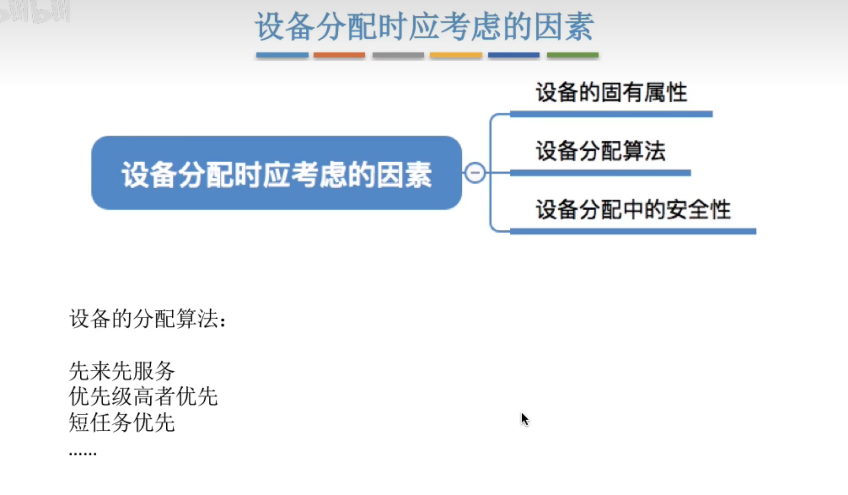 设备分配时应考虑的因素
设备分配时应考虑的因素
设备的固有属性
设备分配算法
设备分配中的安全性
设备的分配算法：
先来先服务
优先级高者优先
短任务优先
……